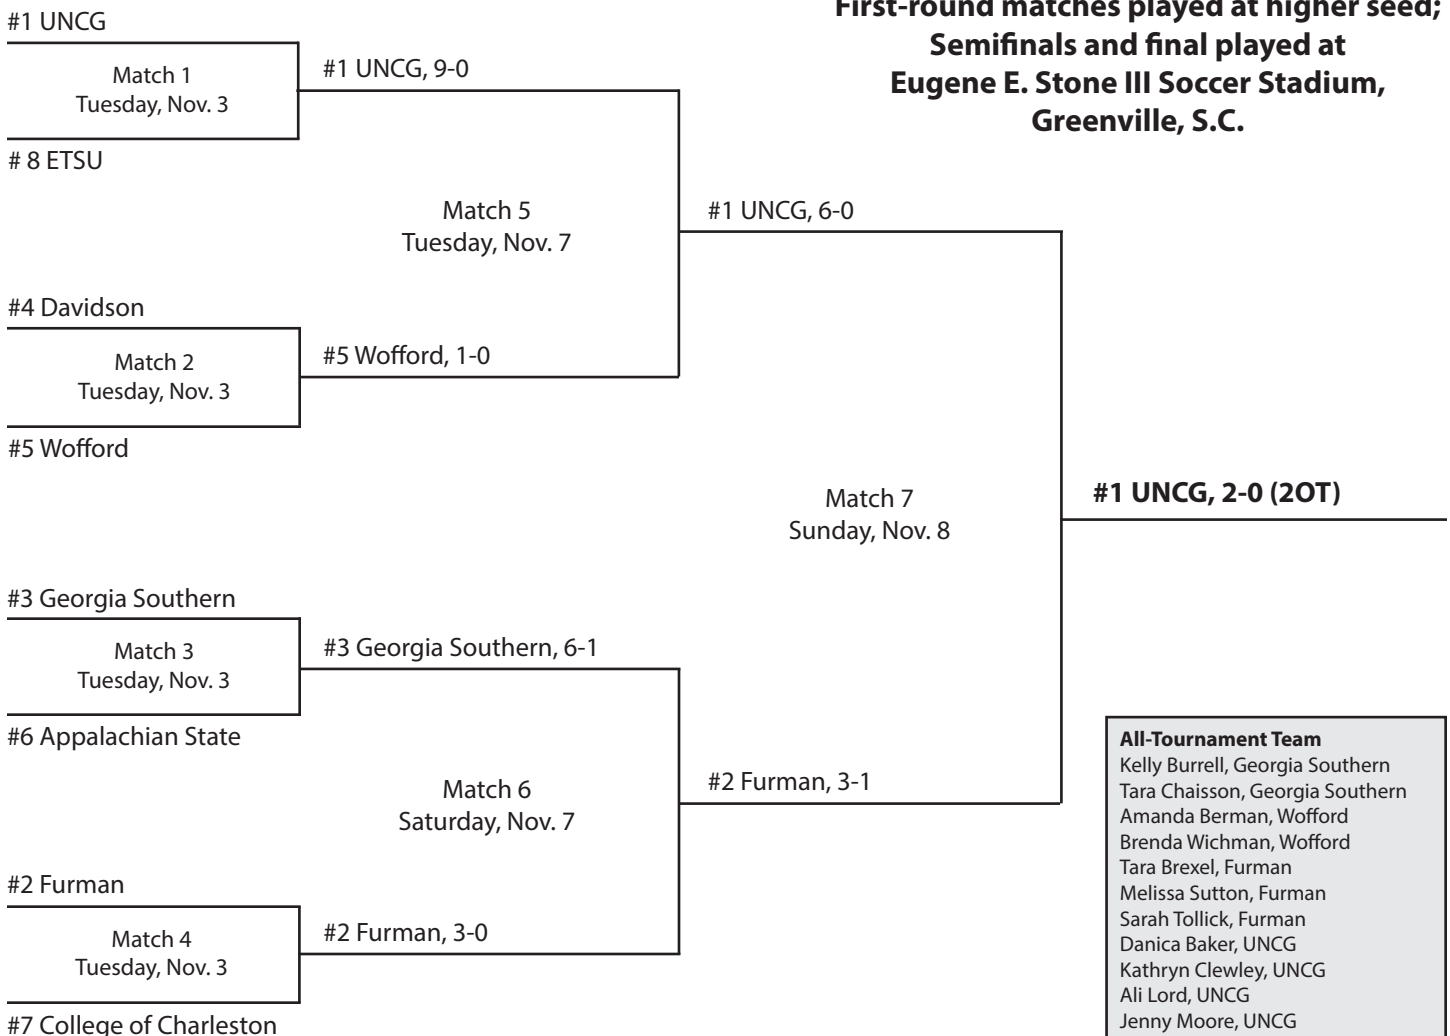 First-round matches played at higher seed;
Semifinals and final played at
Eugene E. Stone III Soccer Stadium,
Greenville, S.C.
#1 UNCG
Match 1
Tuesday, Nov. 3
# 8 ETSU
#1 UNCG, 9-0
Match 5
Tuesday, Nov. 7
#4 Davidson
Match 2
Tuesday, Nov. 3
#5 Wofford
#5 Wofford, 1-0
#1 UNCG, 6-0
Match 7
Sunday, Nov. 8
#1 UNCG, 2-0 (2OT)
#3 Georgia Southern
Match 3
Tuesday, Nov. 3
#6 Appalachian State
#3 Georgia Southern, 6-1
Match 6
Saturday, Nov. 7
#2 Furman, 3-1
#2 Furman
Match 4
Tuesday, Nov. 3
#7 College of Charleston
#2 Furman, 3-0
All-Tournament Team
Kelly Burrell, Georgia Southern
Tara Chaisson, Georgia Southern
Amanda Berman, Wofford
Brenda Wichman, Wofford
Tara Brexel, Furman
Melissa Sutton, Furman
Sarah Tollick, Furman
Danica Baker, UNCG
Kathryn Clewley, UNCG
Ali Lord, UNCG
Jenny Moore, UNCG